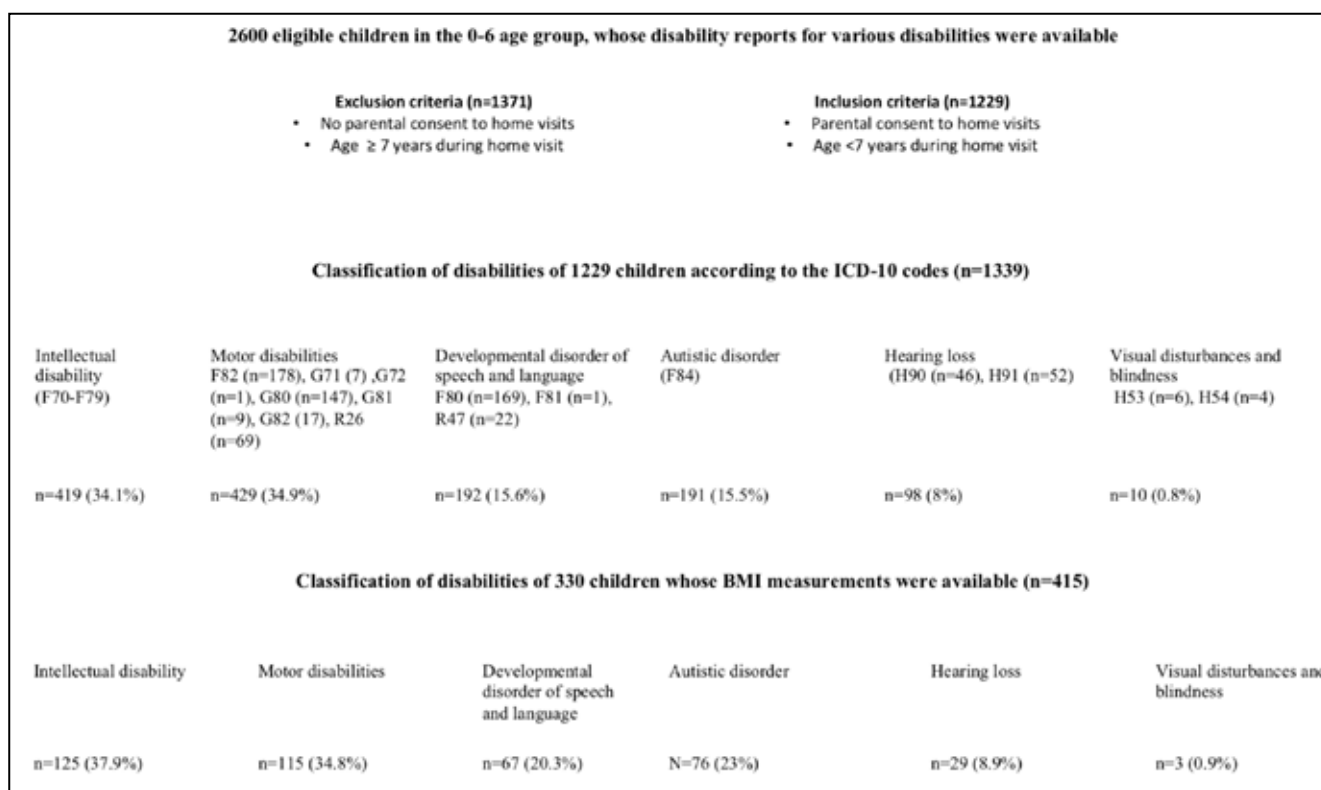 2600 eligible children in the 0-6 age group, whose disability reports for various disabilities were available
Exclusion criteria (n=1371)
• No parental consent to home visits
• Age ≥ 7 years during home visit
Inclusion criteria (n=1229)
• Parental consent to home visits
• Age <7 years during home visit
Classification of disabilities of 1229 children according to the ICD-10 codes (n=1339)
Intellectual
disability
(F70-F79)
n=419 (34.1%)
Motor disabilities
F82 (n=178), G71 (7) ,G72
(n=1), G80 (n=147), G81
(n=9), G82 (17), R26
(n=69)
n=429 (34.9%)
Developmental disorder of
speech and language
F80 (n=169), F81 (n=1),
R47 (n=22)
n=192 (15.6%)
Autistic disorder
(F84)
n=191 (15.5%)
Hearing loss
(H90 (n=46), H91 (n=52)
n=98 (8%)
Visual disturbances and
blindness
H53 (n=6), H54 (n=4)
n=10 (0.8%)
Classification of disabilities of 330 children whose BMI measurements were available (n=415)
Intellectual disability
n=125 (37.9%)
Motor disabilities
n=115 (34.8%)
Developmental
disorder of speech
and language
n=67 (20.3%)
Autistic disorder
N=76 (23%)
Hearing loss
n=29 (8.9%)
Visual disturbances and
blindness
n=3 (0.9%)